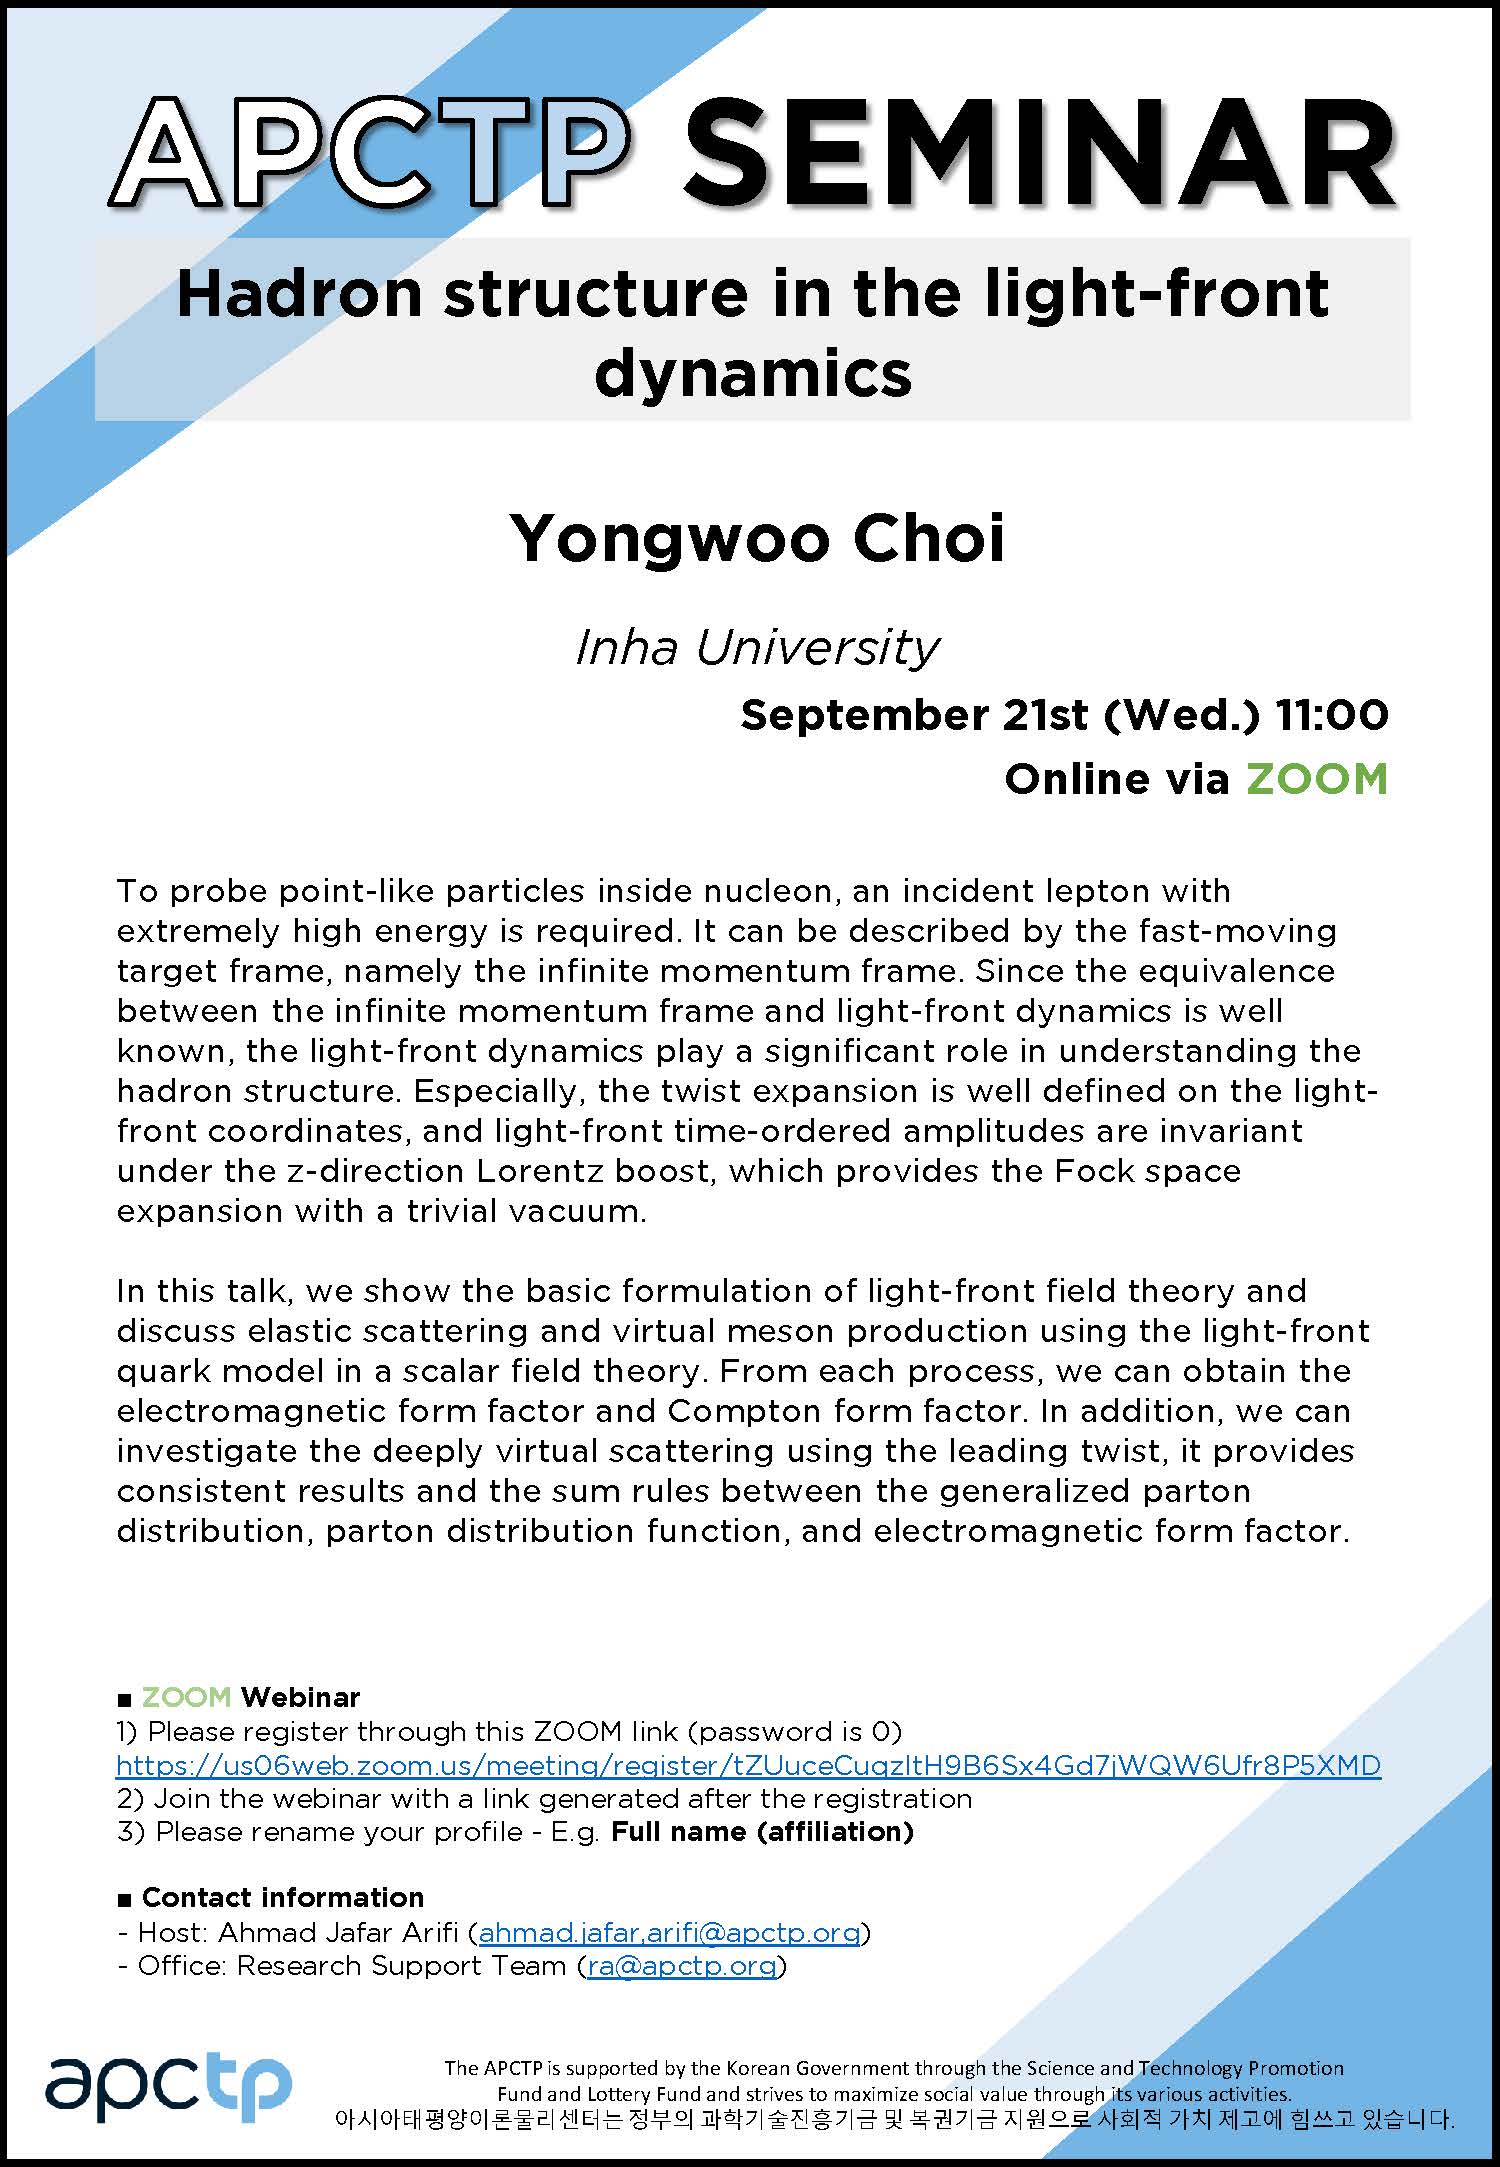 APCTP SEMINAR
Hadron structure in the light-front
dynamics
Yongwoo Choi
Inha University
September 21st (Wed.) 11:00
Online via ZOOM
To probe point-like particles inside nucleon, an incident lepton with
extremely high energy is required. It can be described by the fast-moving
target frame, namely the infinite momentum frame. Since the equivalence
between the infinite momentum frame and light-front dynamics is well
known, the light-front dynamics play a significant role in understanding the
hadron structure. Especially, the twist expansion is well defined on the light-
front coordinates, and light-front time-ordered amplitudes are invariant
under the z-direction Lorentz boost, which provides the Fock space
expansion with a trivial vacuum.
In this talk, we show the basic formulation of light-front field theory and
discuss elastic scattering and virtual meson production using the light-front
quark model in a scalar field theory. From each process, we can obtain the
electromagnetic form factor and Compton form factor. In addition, we can
investigate the deeply virtual scattering using the leading twist, it provides
consistent results and the sum rules between the generalized parton
distribution, parton distribution function, and electromagnetic form factor.
■ ZOOM Webinar
1) Please register through this ZOOM link (password is 0)
https://us06web.zoom.us/meeting/register/tZUuceCuqzItH9B6Sx4Gd7jWQW6Ufr8P5XMD
2) Join the webinar with a link generated after the registration
3) Please rename your profile - E.g. Full name (affiliation)
■ Contact information
- Host: Ahmad Jafar Arifi (ahmad.jafar,arifi@apctp.org)
- Office: Research Support Team (ra@apctp.org)
apctp
The APCTP is supported by the Korean Government through the Science and Technology Promotion
Fund and Lottery Fund and strives to maximize social value through its various activities.
아시아태평양이론물리센터는 정부의 과학기술진흥기금 및 복권기금 지원으로 사회적 가치 제고에 힘쓰고 있습니다.